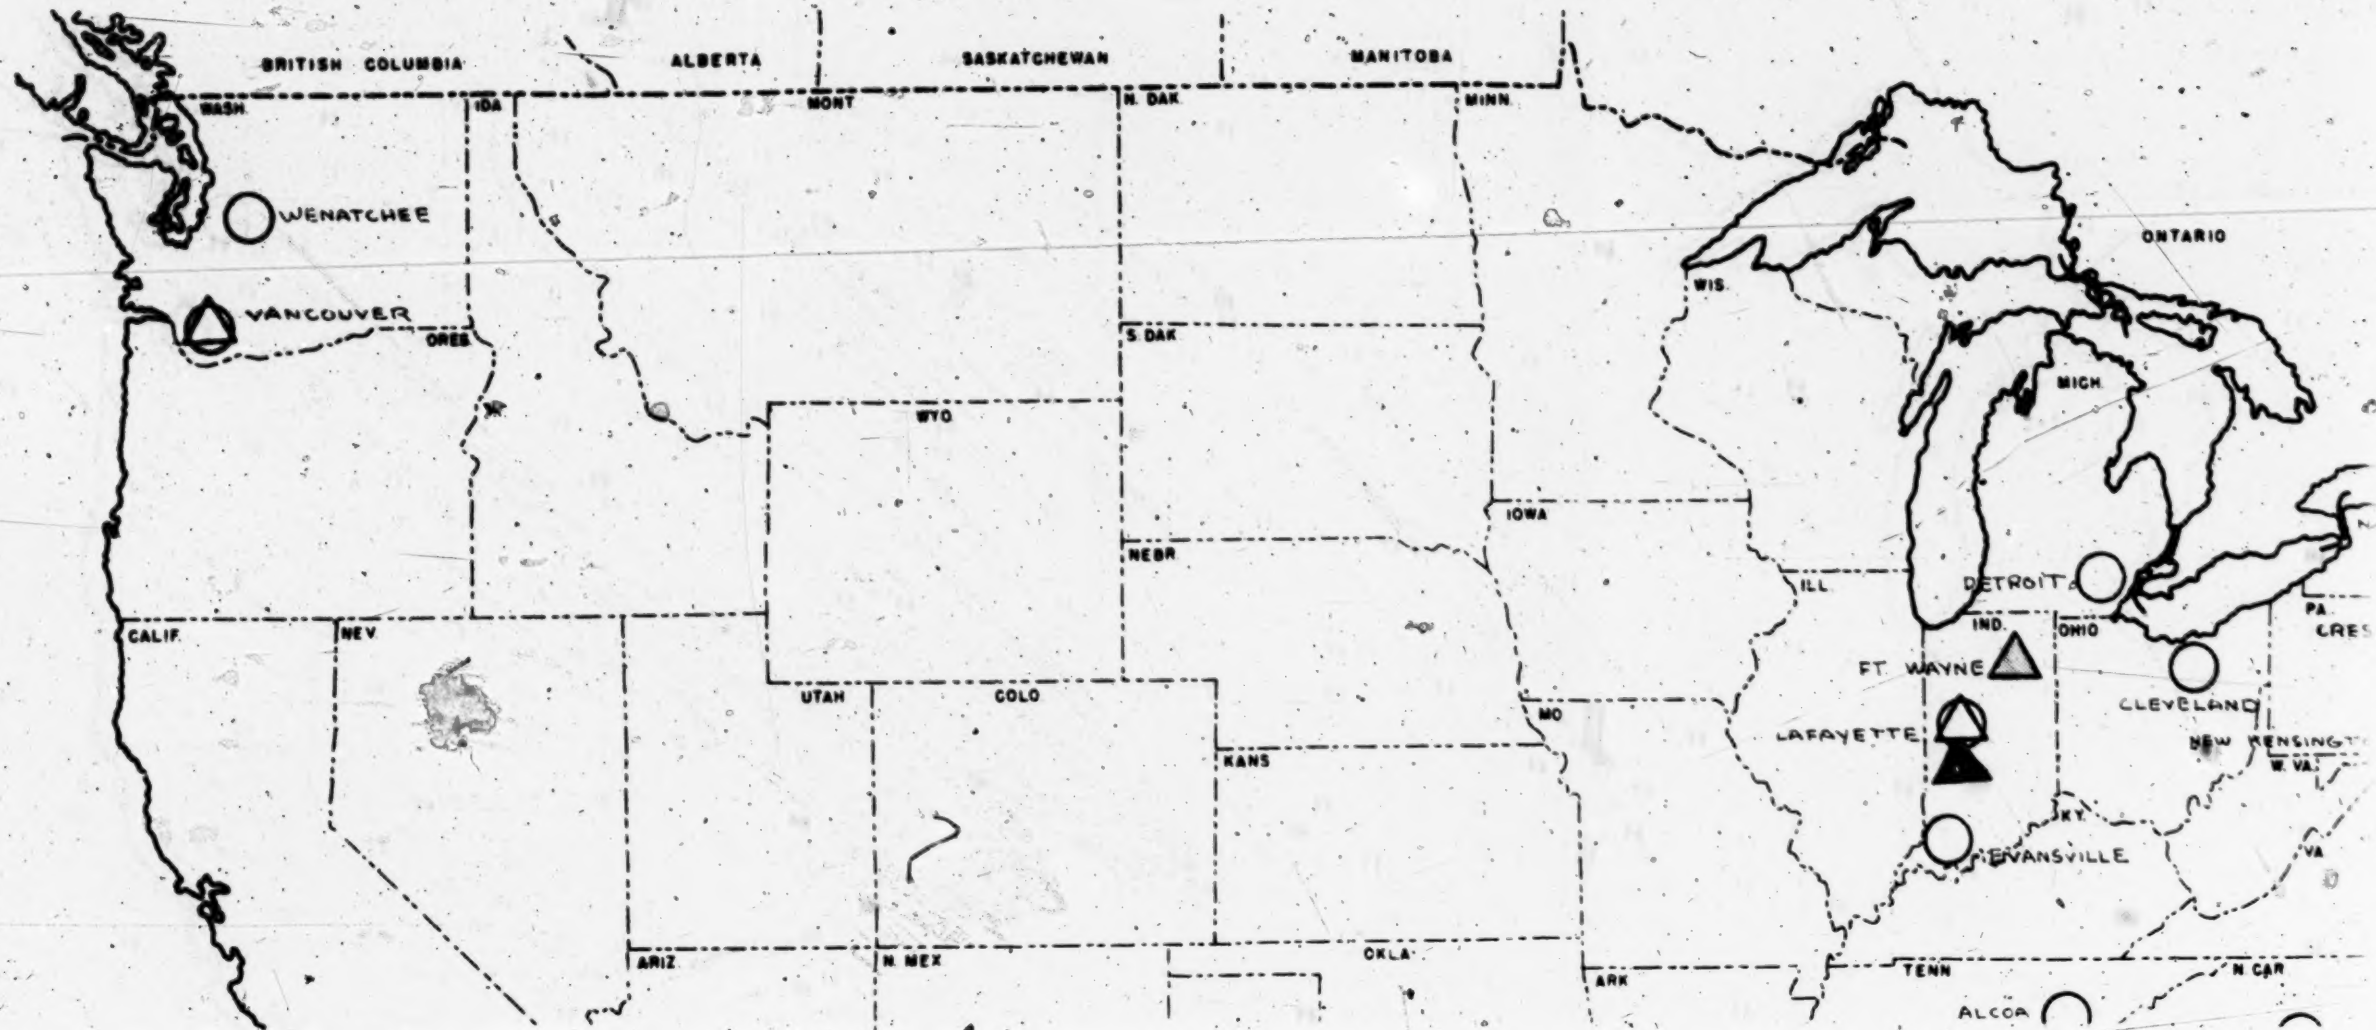 BRITISH COLUMBIA
ALBERTA
SASKATCHEWAN
MANITOBA
WASH.
IDA
MONT
N. DAK.
MINN.
WENATCHEE
ONTARIO
WIS.
VANCOUVER
OREG.
S. DAK.
MICH.
WYO.
IOWA
NEBR.
DETROIT
ILL.
PA.
IND.
OHIO
CALIF.
NEV.
FT. WAYNE
UTAH
COLO
CLEVELAND
MO
LAFAYETTE
KANS
W. VA.
KY.
EVANSVILLE
VA
ARIZ.
N. MEX
OKLA.
ARK
TENN
N. CAR
ALCOA